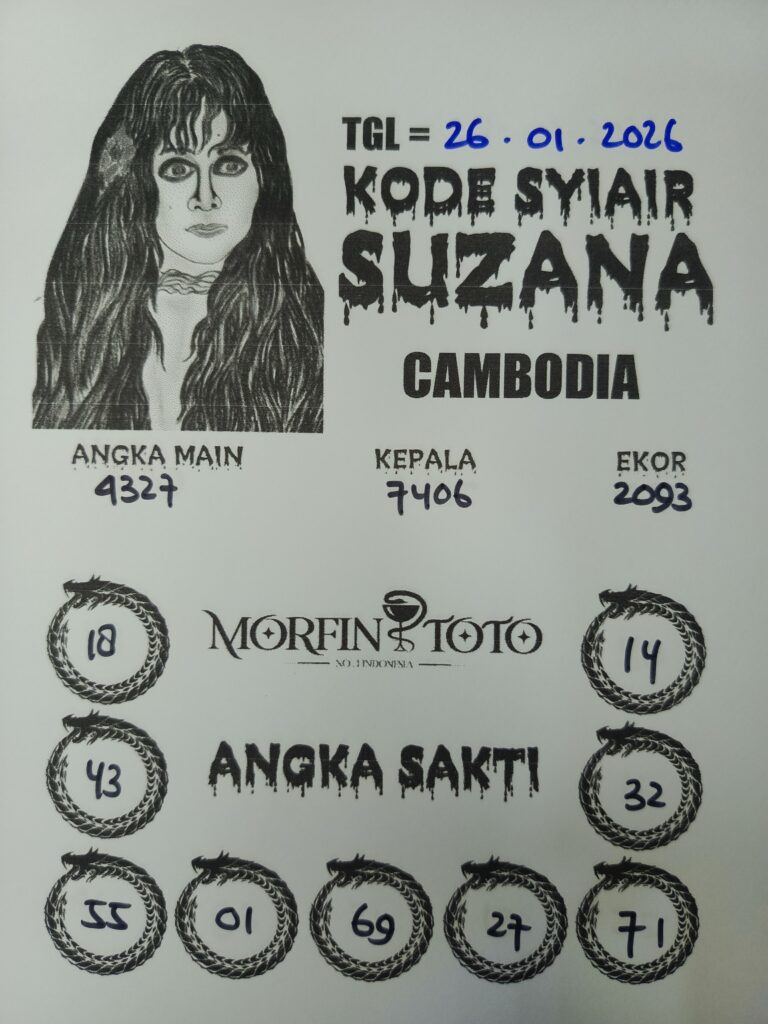 TGL = 26.01.2026
KODE SYIAIR
SUZANA
CAMBODIA
ANGKA MAIN KEPALA EKOR
4327 7406 2093
18 MORFIN TOTO 14
NO.1 INDONESIA
43 ANGKA SAKTI 32
55 01 69 27 71